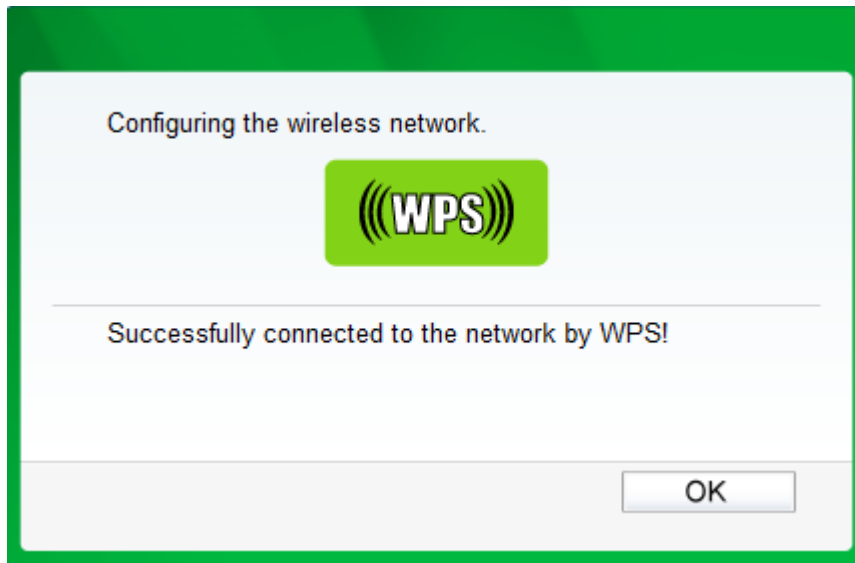 Configuring the wireless network.
WPS
Successfully connected to the network by WPS!
OK